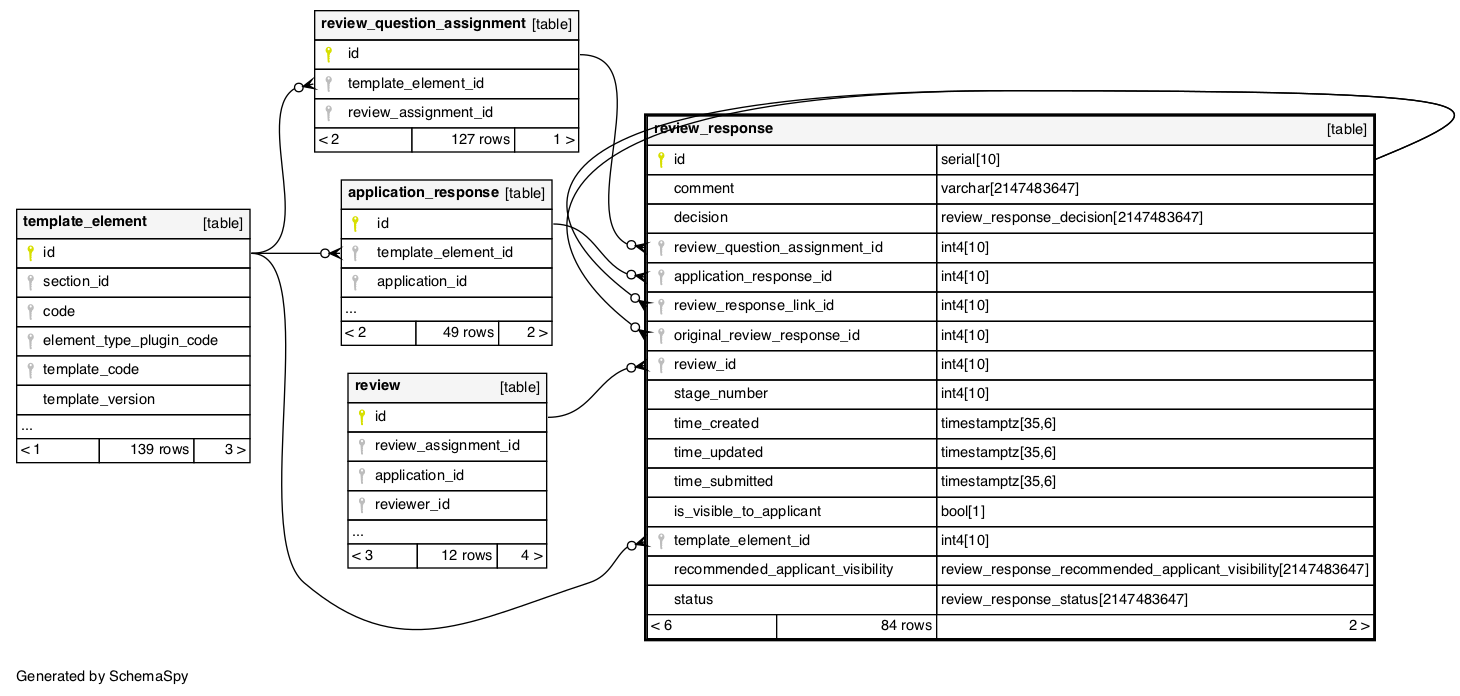 review_question_assignment [table]
id
template_element_id
review_assignment_id
< 2 127 rows 1 >
application_response [table]
id
template_element_id
application_id
...
< 2 49 rows 2 >
template_element [table]
id
section_id
code
element_type_plugin_code
template_code
template_version
...
< 1 139 rows 3 >
review [table]
id
review_assignment_id
application_id
reviewer_id
...
< 3 12 rows 4 >
review_response [table]
id serial[10]
comment varchar[2147483647]
decision review_response_decision[2147483647]
review_question_assignment_id int4[10]
application_response_id int4[10]
review_response_link_id int4[10]
original_review_response_id int4[10]
review_id int4[10]
stage_number int4[10]
time_created timestamptz[35,6]
time_updated timestamptz[35,6]
time_submitted timestamptz[35,6]
is_visible_to_applicant bool[1]
template_element_id int4[10]
recommended_applicant_visibility review_response_recommended_applicant_visibility[2147483647]
status review_response_status[2147483647]
< 6 84 rows 2 >
Generated by SchemaSpy